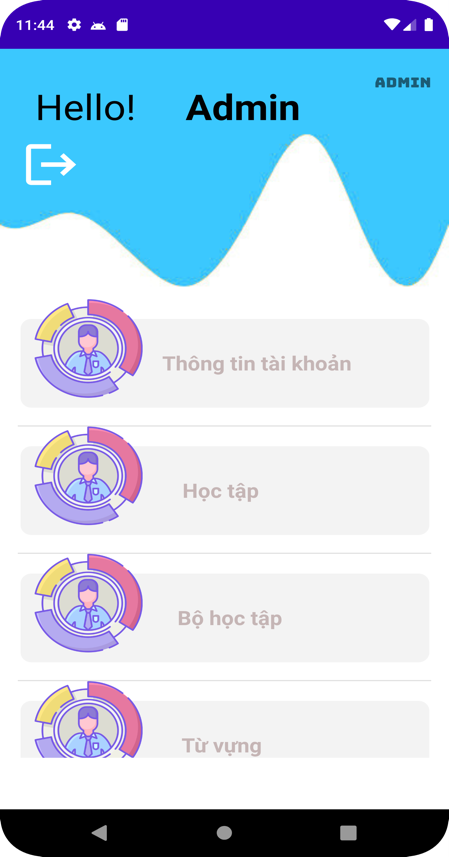 11:44
ADMIN
Hello! Admin
Thông tin tài khoản
Học tập
Bộ học tập
Từ vựng